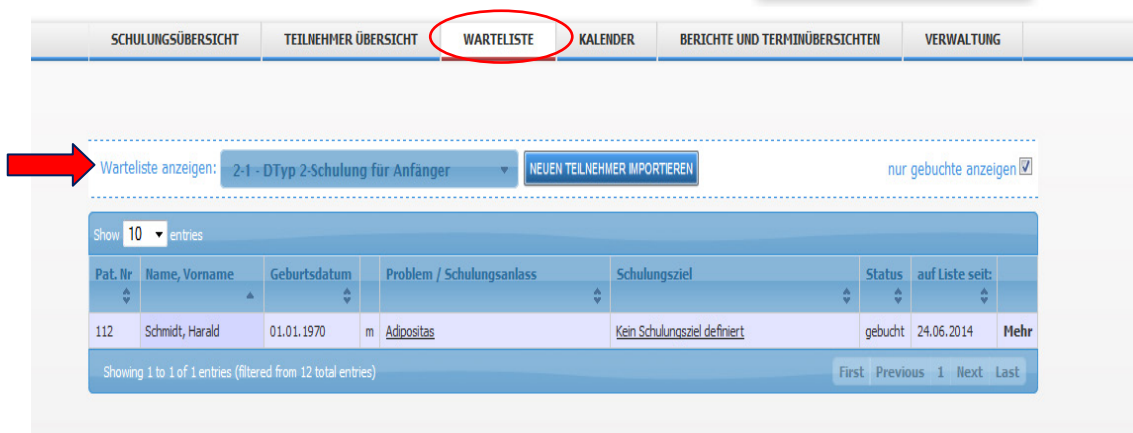 SCHULUNGSÜBERSICHT TEILNEHMER ÜBERSICHT WARTELISTE KALENDER BERICHTE UND TERMINÜBERSICHTEN VERWALTUNG
Warteliste anzeigen: 2-1 - DTyp 2-Schulung für Anfänger NEUEN TEILNEHMER IMPORTIEREN nur gebuchte anzeigen
Show 10 entries
Pat. Nr Name, Vorname Geburtsdatum Problem / Schulungsanlass Schulungsziel Status auf Liste seit:
112 Schmidt, Harald 01.01.1970 m Adipositas Kein Schulungsziel definiert gebucht 24.06.2014 Mehr
Showing 1 to 1 of 1 entries (filtered from 12 total entries) First Previous 1 Next Last